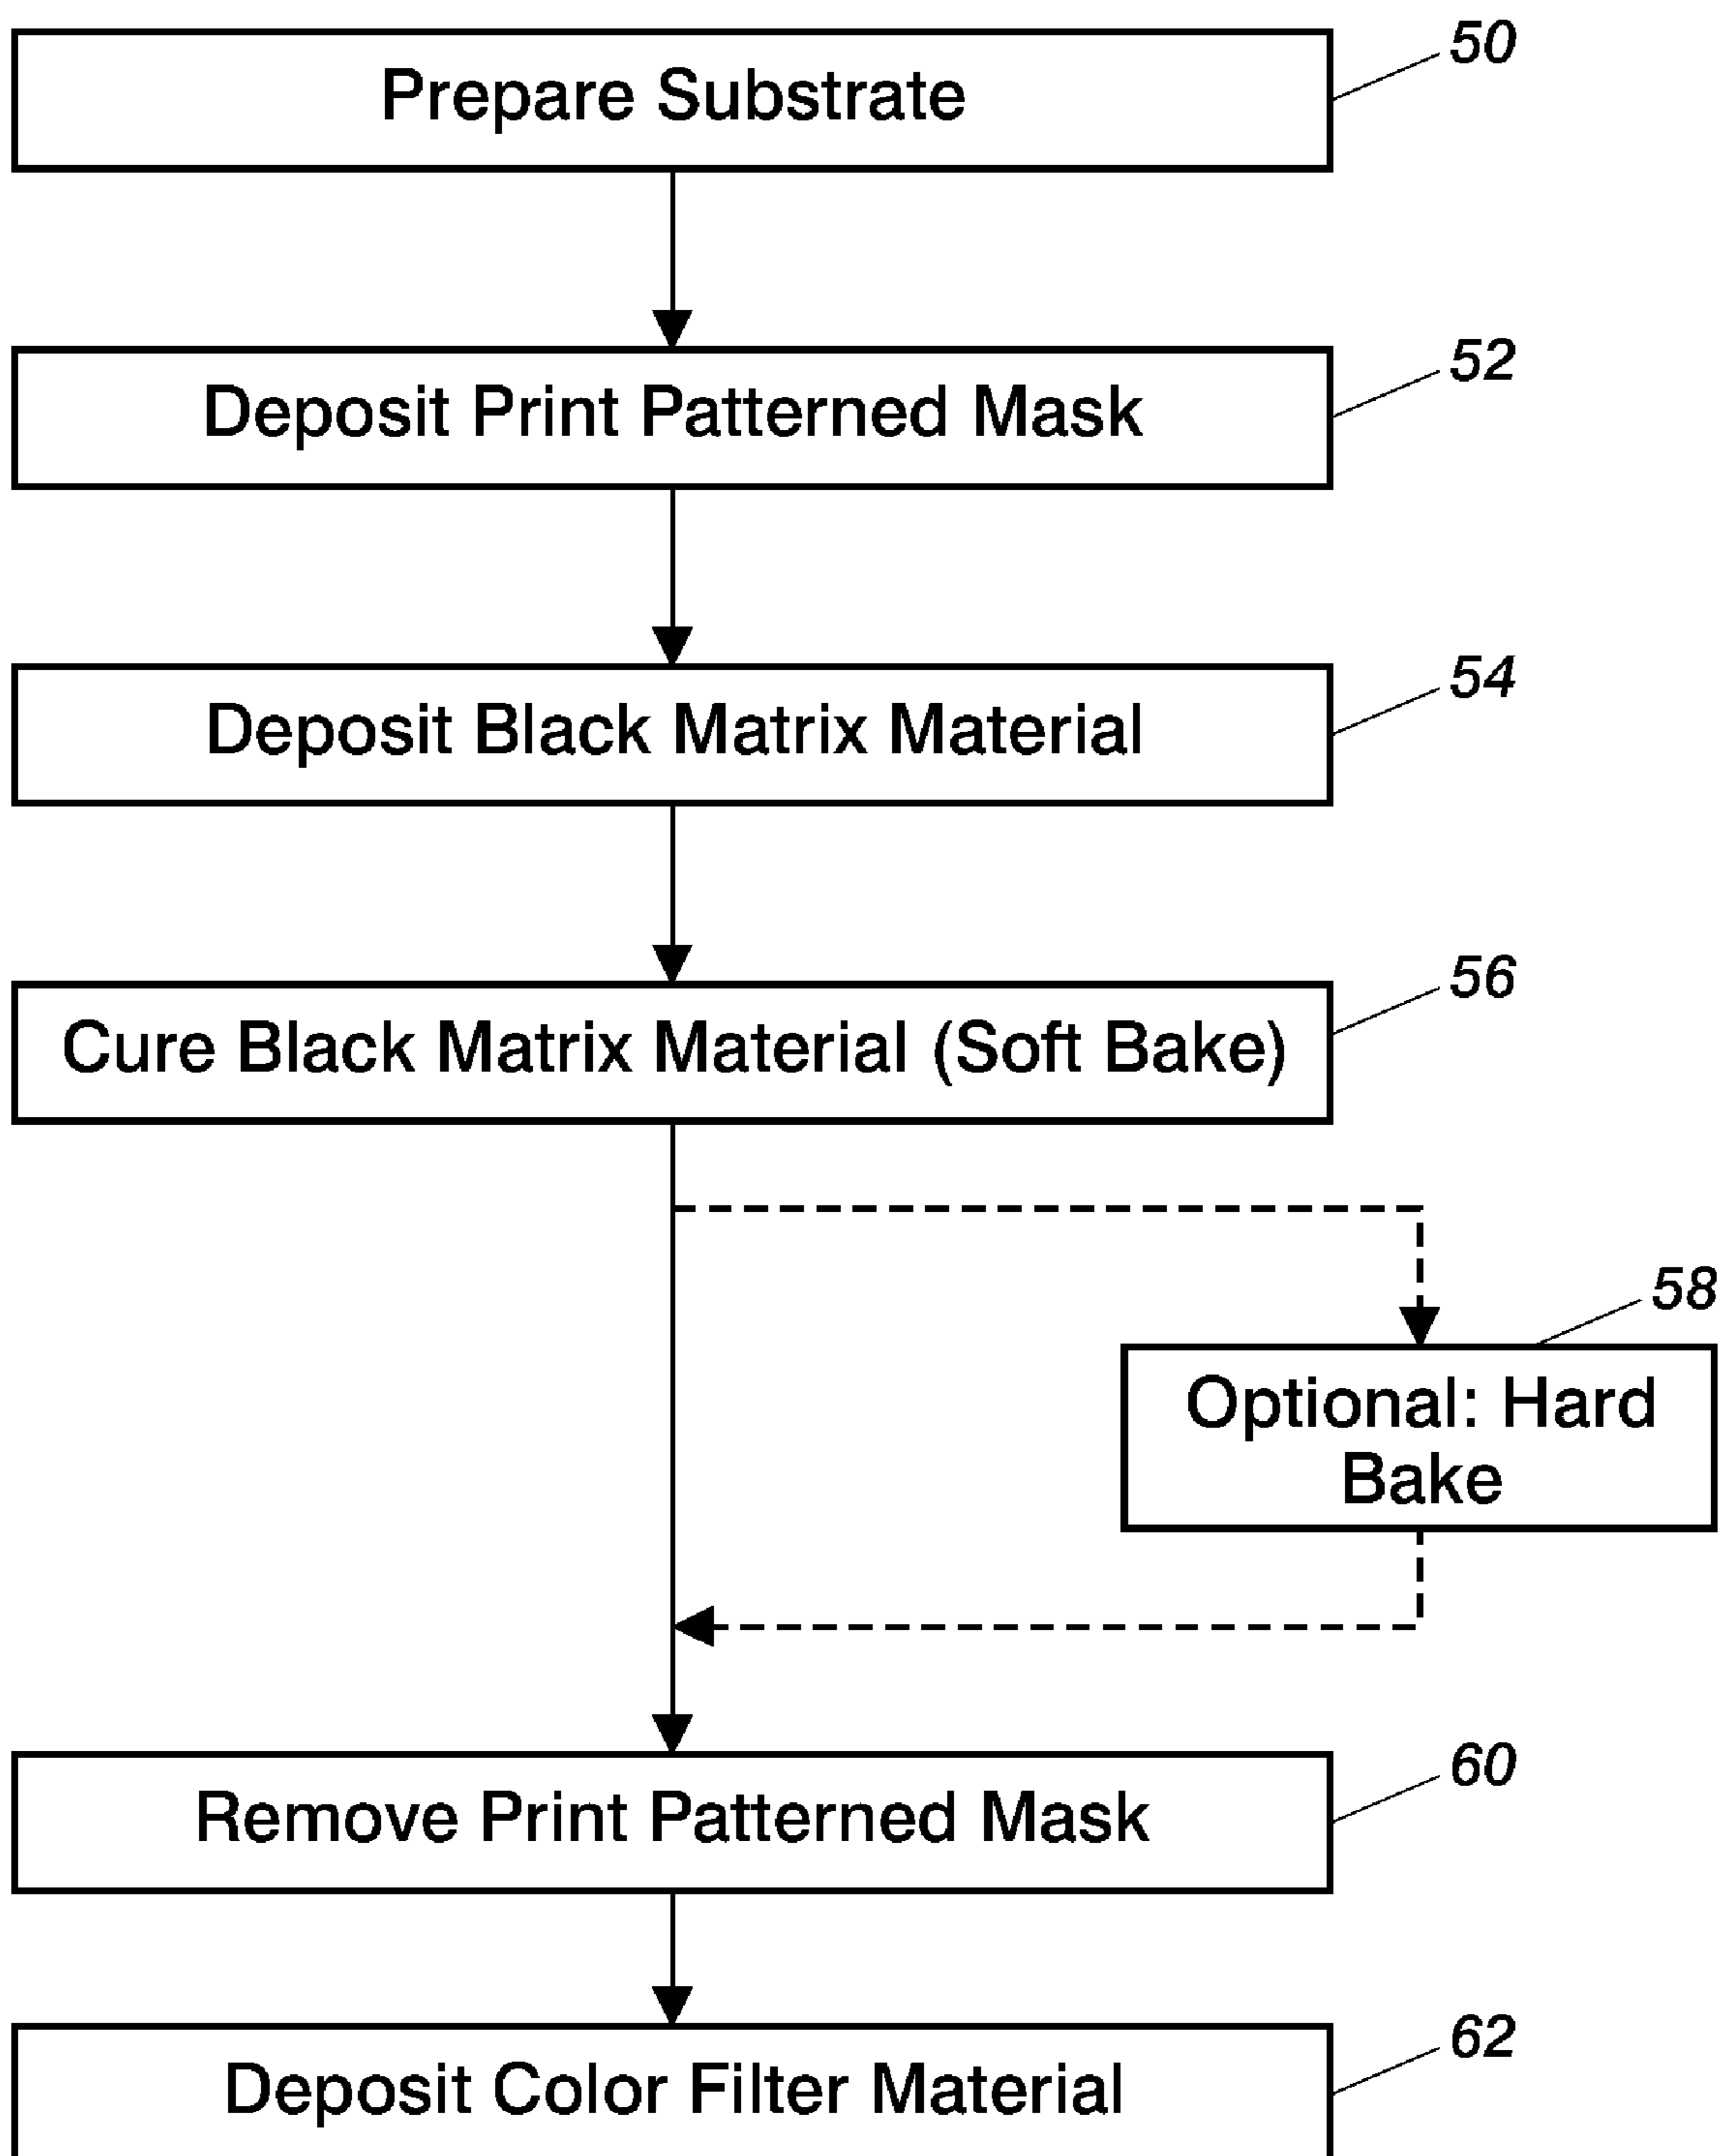 50
Prepare Substrate
52
Deposit Print Patterned Mask
54
Deposit Black Matrix Material
56
Cure Black Matrix Material (Soft Bake)
58
Optional: Hard
Bake
60
Remove Print Patterned Mask
62
Deposit Color Filter Material